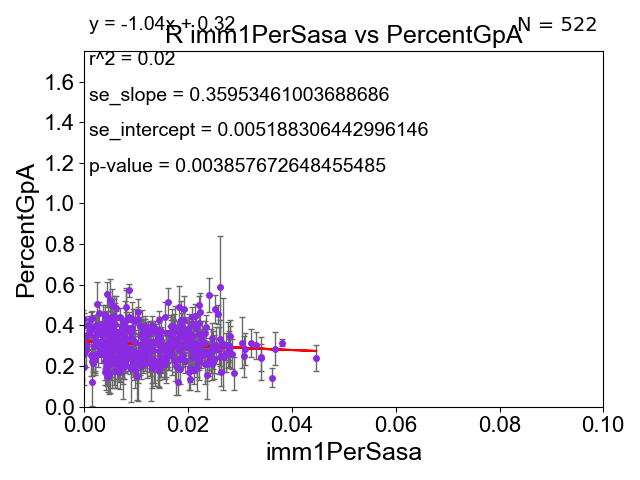 y = -1.04x + 0.32
N = 522
R imm1PerSasa vs PercentGpA
r^2 = 0.02
se_slope = 0.35953461003688686
se_intercept = 0.005188306442996146
p-value = 0.003857672648455485
1.6
1.4
1.2
1.0
0.8
0.6
0.4
0.2
0.0
PercentGpA
0.00 0.02 0.04 0.06 0.08 0.10
imm1PerSasa